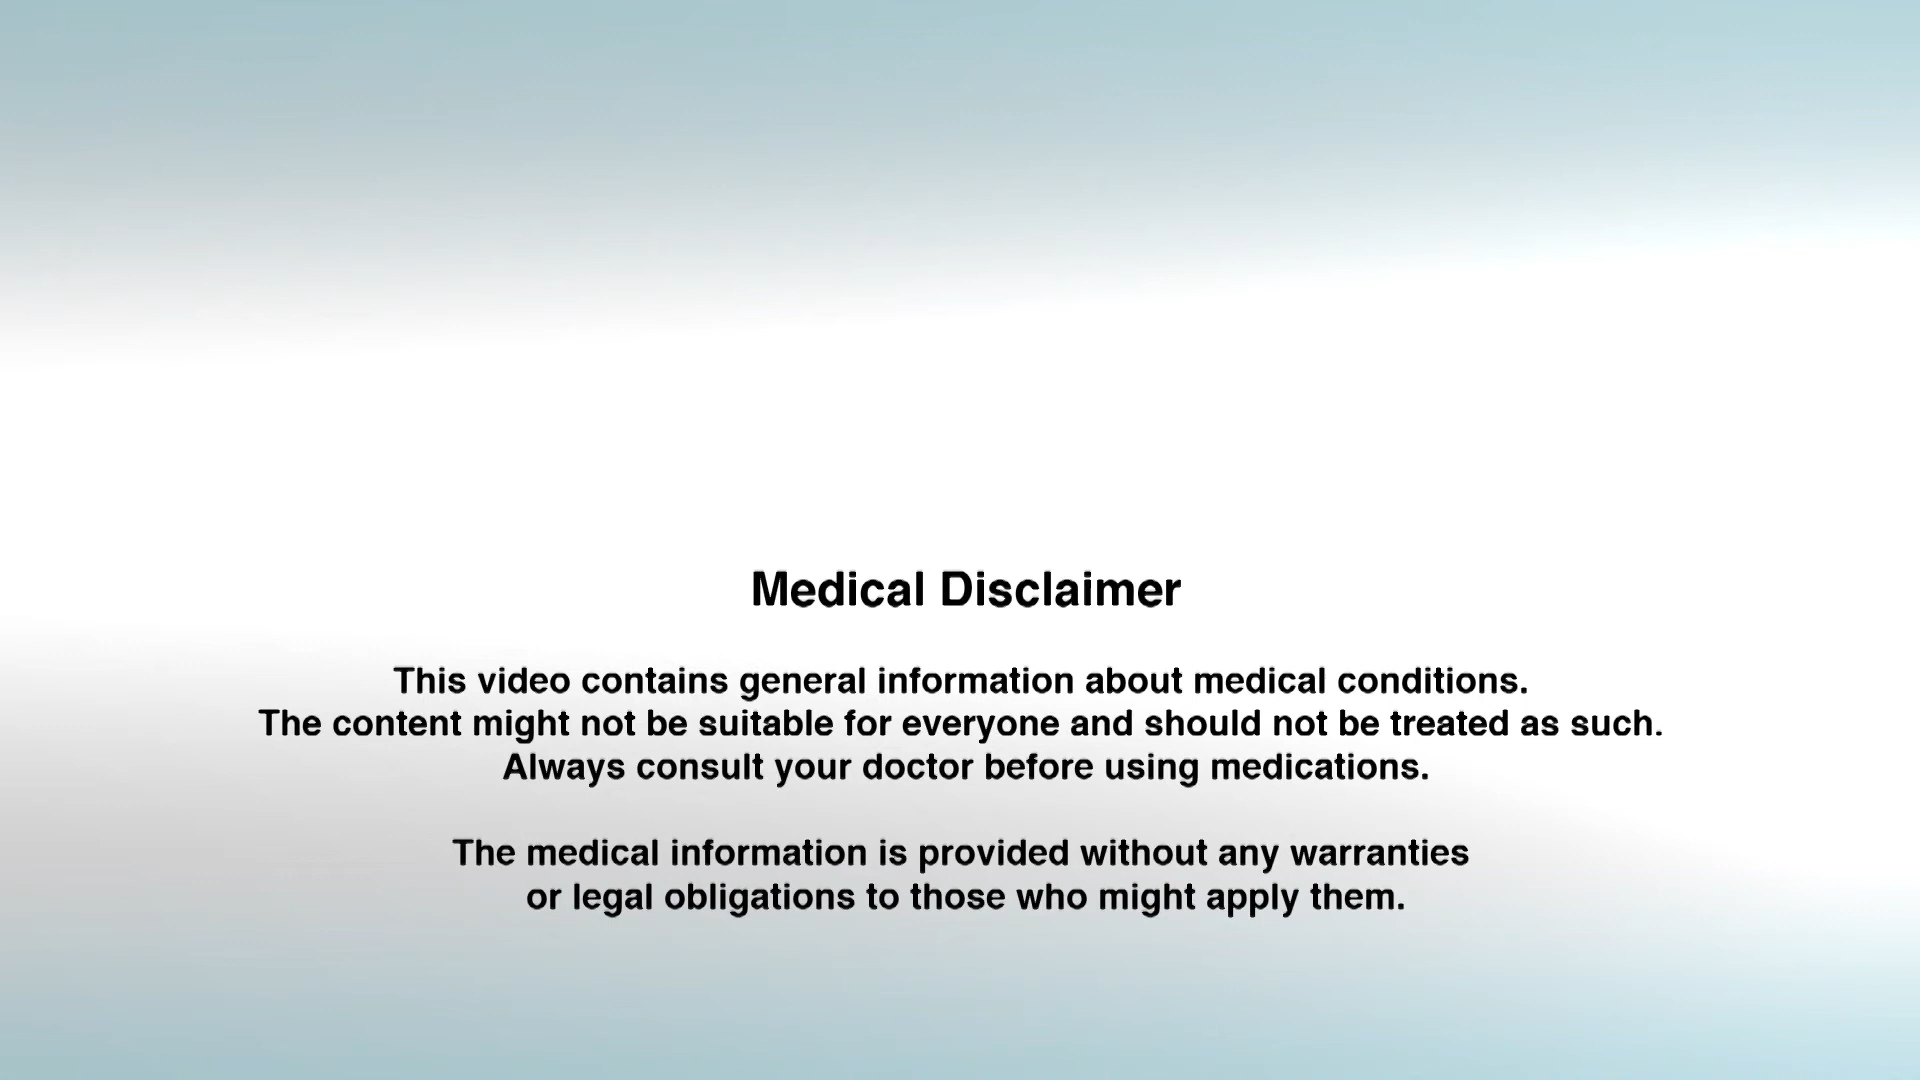 Medical Disclaimer
This video contains general information about medical conditions.
The content might not be suitable for everyone and should not be treated as such.
Always consult your doctor before using medications.
The medical information is provided without any warranties
or legal obligations to those who might apply them.